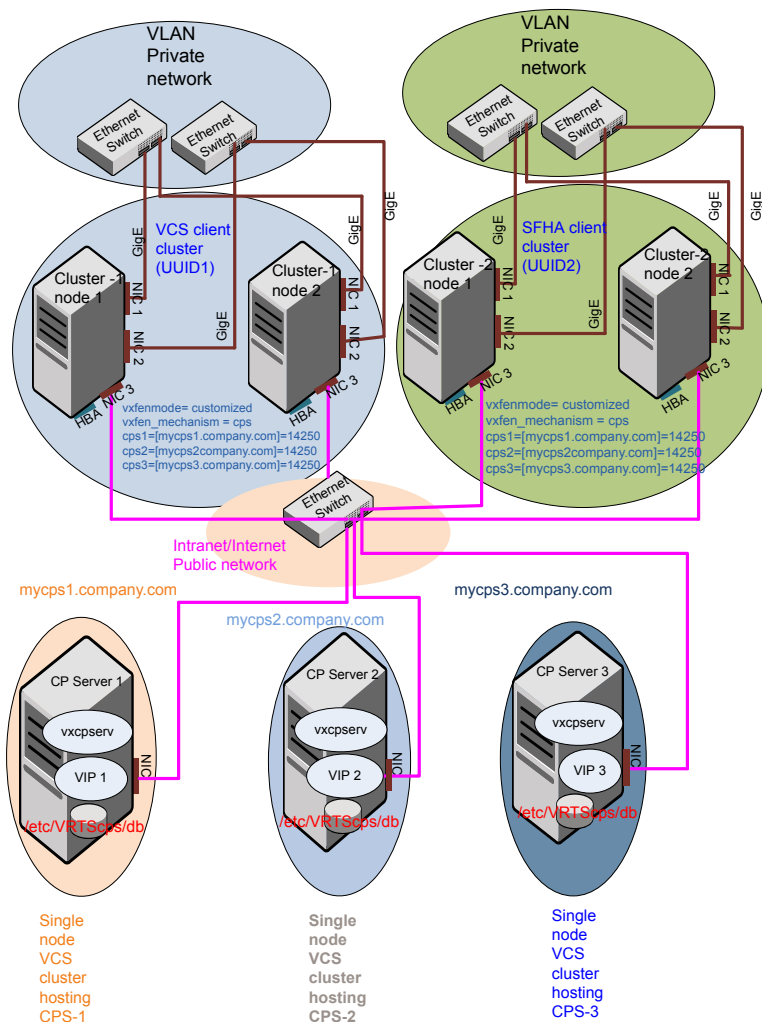 VLAN
Private
network
VLAN
Private
network
Ethernet
Switch
Ethernet
Switch
Ethernet
Switch
Ethernet
Switch
GigE
GigE
GigE
GigE
GigE
GigE
GigE
GigE
VCS client
cluster
(UUID1)
SFHA client
cluster
(UUID2)
Cluster -1
node 1
Cluster-1
node 2
Cluster -2
node 1
Cluster-2
node 2
NIC 1
NIC 2
NIC 3
HBA
NIC 1
NIC 2
NIC 3
HBA
NIC 1
NIC 2
NIC 3
HBA
NIC 1
NIC 2
NIC 3
HBA
vxfenmode= customized
vxfen_mechanism = cps
cps1=[mycps1.company.com]=14250
cps2=[mycps2company.com]=14250
cps3=[mycps3.company.com]=14250
vxfenmode= customized
vxfen_mechanism = cps
cps1=[mycps1.company.com]=14250
cps2=[mycps2company.com]=14250
cps3=[mycps3.company.com]=14250
Ethernet
Switch
Intranet/Internet
Public network
mycps1.company.com
mycps2.company.com
mycps3.company.com
CP Server 1
vxcpserv
VIP 1
NIC
/etc/VRTScps/db
CP Server 2
vxcpserv
VIP 2
NIC
/etc/VRTScps/db
CP Server 3
vxcpserv
VIP 3
NIC
/etc/VRTScps/db
Single
node
VCS
cluster
hosting
CPS-1
Single
node
VCS
cluster
hosting
CPS-2
Single
node
VCS
cluster
hosting
CPS-3